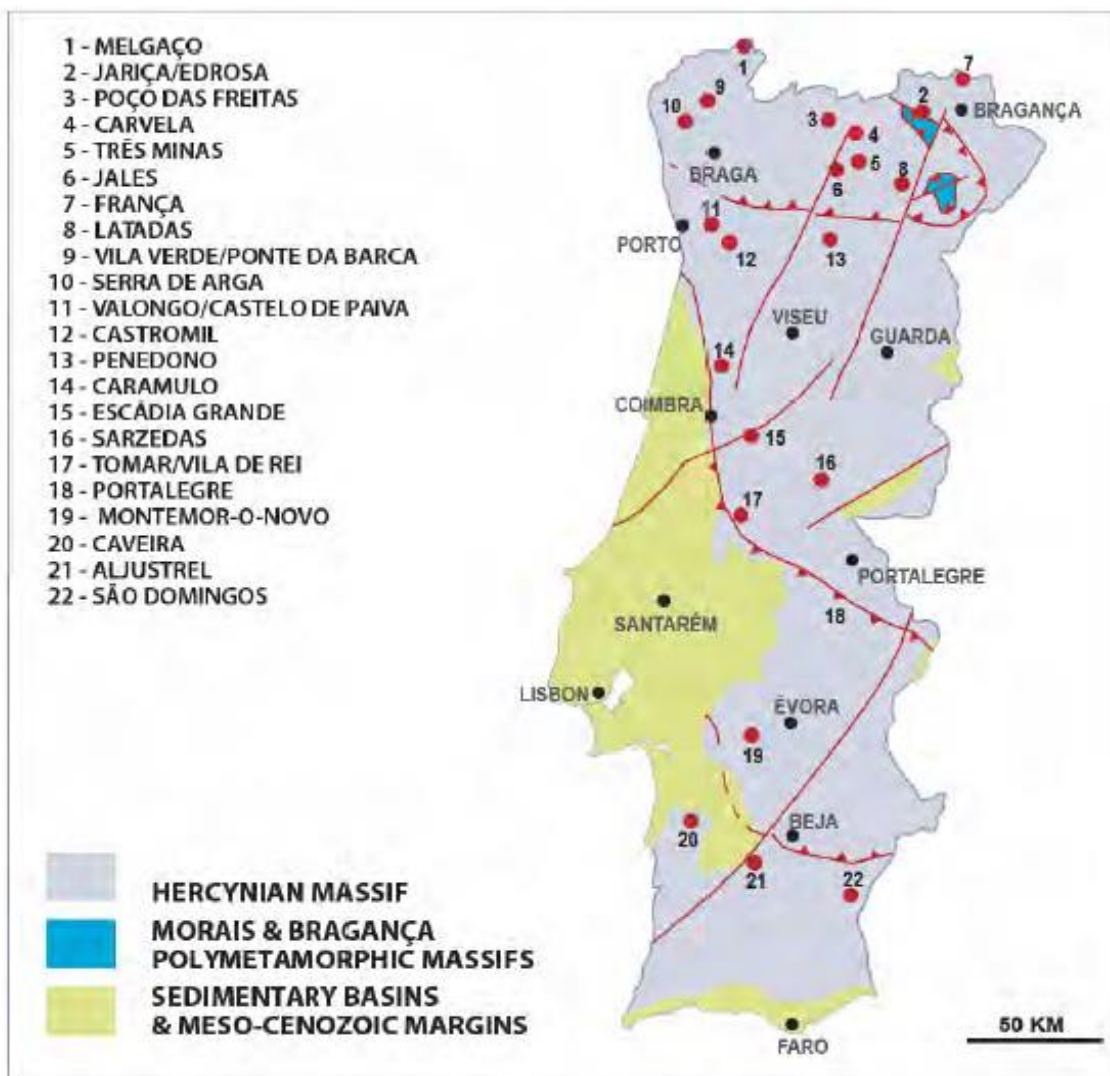 1 - MELGAÇO
2 - JARIÇA/EDROSA
3 - POÇO DAS FREITAS
4 - CARVELA
5 - TRÊS MINAS
6 - JALES
7 - FRANÇA
8 - LATADAS
9 - VILA VERDE/PONTE DA BARCA
10 - SERRA DE ARGA
11 - VALONGO/CASTELO DE PAIVA
12 - CASTROMIL
13 - PENEDONO
14 - CARAMULO
15 - ESCÁDIA GRANDE
16 - SARZEDAS
17 - TOMAR/VILA DE REI
18 - PORTALEGRE
19 - MONTEMOR-O-NOVO
20 - CAVEIRA
21 - ALJUSTREL
22 - SÃO DOMINGOS
HERCYNIAN MASSIF
MORAIS & BRAGANÇA
POLYMETAMORPHIC MASSIFS
SEDIMENTARY BASINS
& MESO-CENOZOIC MARGINS
1
7
9
2
BRAGANÇA
10
3
4
BRAGA
5
6
8
11
PORTO
12
13
VISEU
GUARDA
14
COIMBRA
15
16
17
PORTALEGRE
18
SANTARÉM
LISBON
ÉVORA
19
BEJA
20
21
22
50 KM
FARO